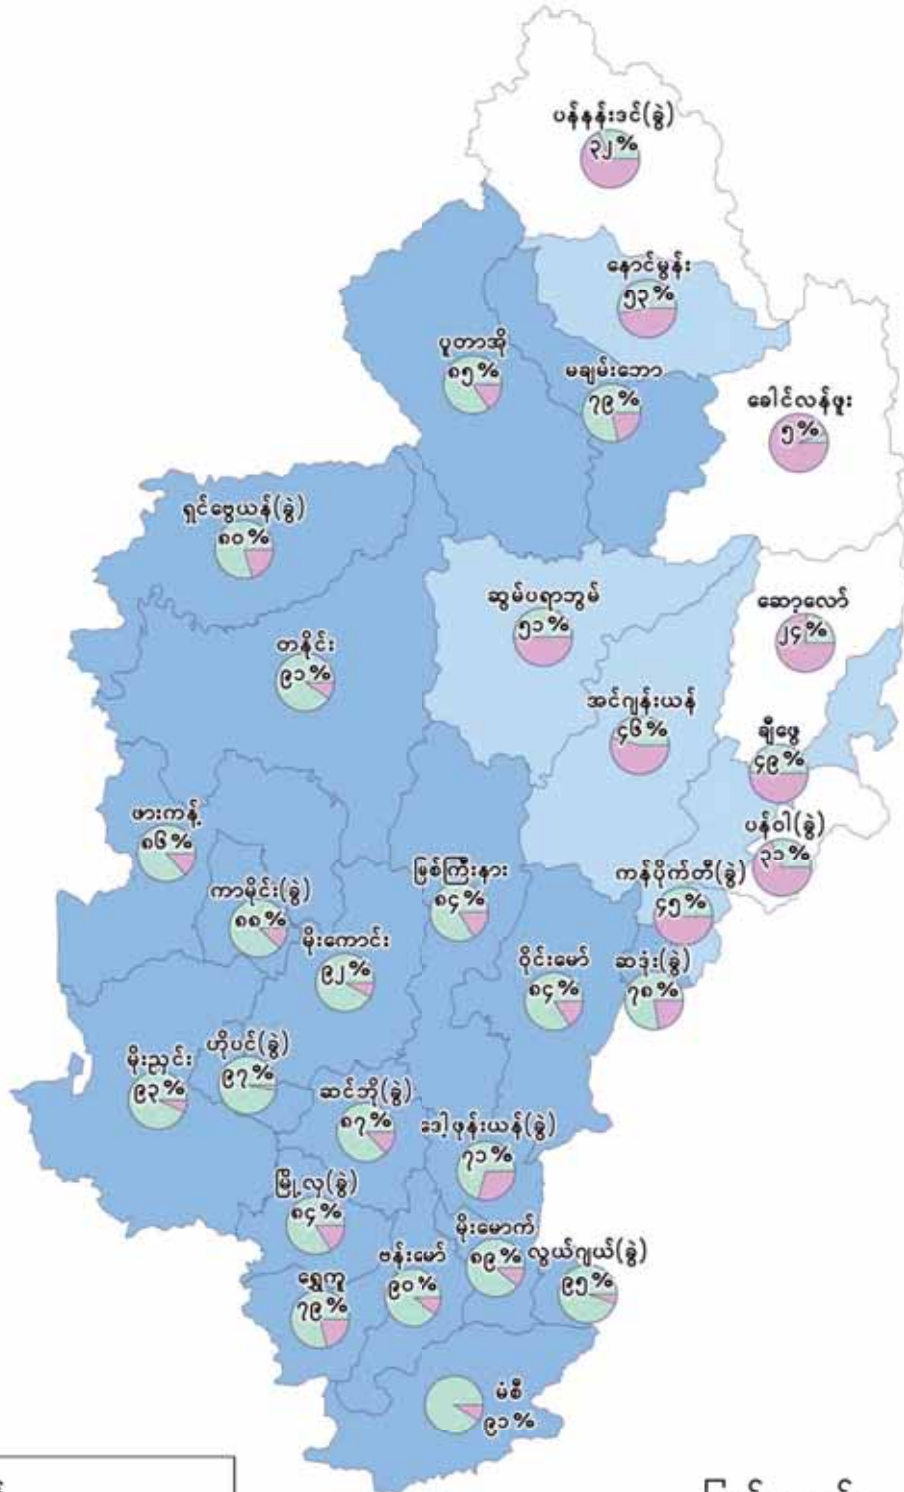 ပန်နန်းဒင်(ခွဲ)
၃၂%
နောင်မွန်း
၅၃%
ပူတာအို
၈၅%
မချမ်းဘော
၇၉%
ခေါင်လန်ဖူး
၅%
ရှင်ဗွေယန်(ခွဲ)
၈၀%
ဆွမ်ပရာဘွမ်
၅၁%
ဆော့လော်
၂၄%
တနိုင်း
၉၁%
အင်ဂျန်းယန်
၄၆%
ချီဖွေ
၄၉%
ဖားကန့်
၈၆%
ပန်ဝါ(ခွဲ)
၃၁%
မြစ်ကြီးနား
၈၄%
ကန်ပိုက်တီ(ခွဲ)
၄၅%
ကာမိုင်း(ခွဲ)
၈၈%
မိုးကောင်း
၉၂%
ဝိုင်းမော်
၈၄%
ဆဒုံး(ခွဲ)
၇၈%
မိုးညှင်း
၉၃%
ဟိုပင်(ခွဲ)
၉၇%
ဆင်ဘို(ခွဲ)
၈၇%
ဒေါ့ဖုန်းယန်(ခွဲ)
၇၁%
မြို့လှ(ခွဲ)
၈၄%
မိုးမောက်
၈၉%
ဗန်းမော်
၉၀%
လွယ်ဂျယ်(ခွဲ)
၉၅%
ရွှေကူ
၇၉%
မံစီ
၉၁%